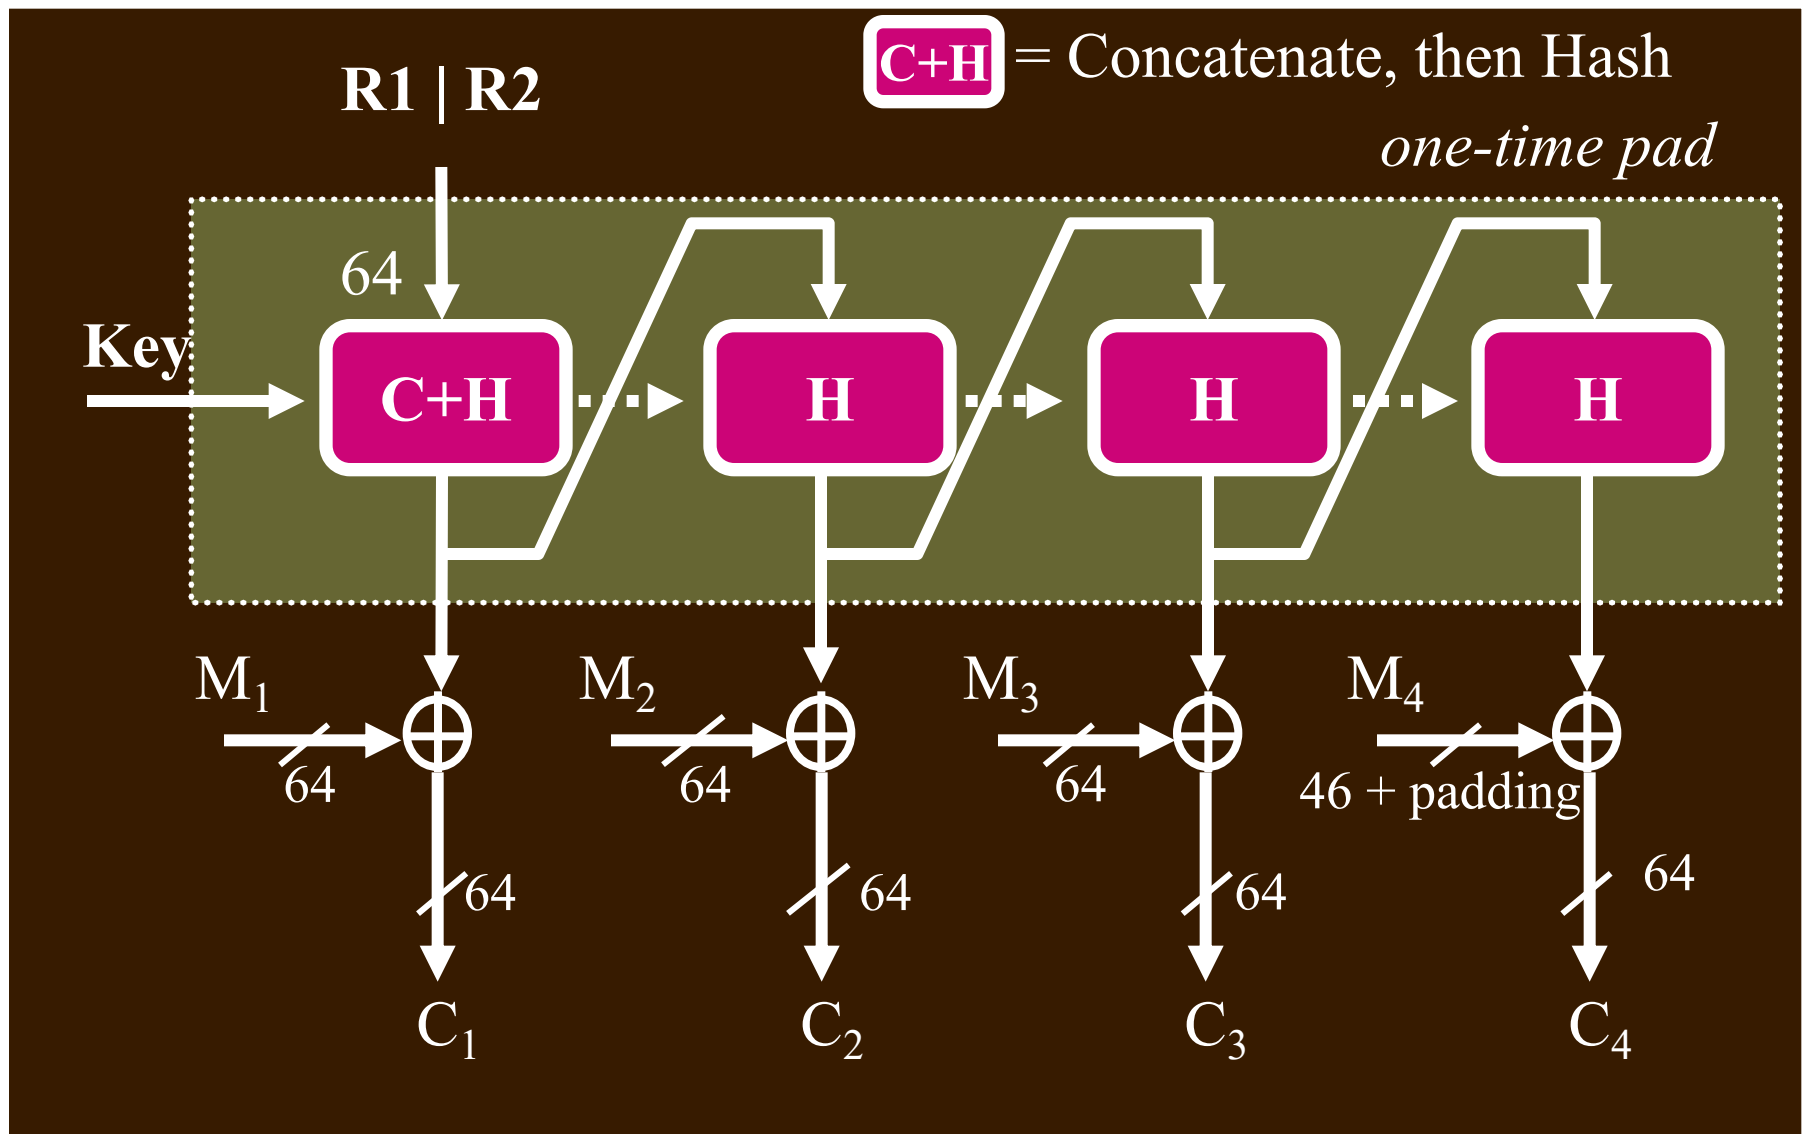 C+H = Concatenate, then Hash
R1 | R2
one-time pad
64
Key
C+H H H H
M1 M2 M3 M4
64 64 64 46 + padding
64 64 64 64
C1 C2 C3 C4